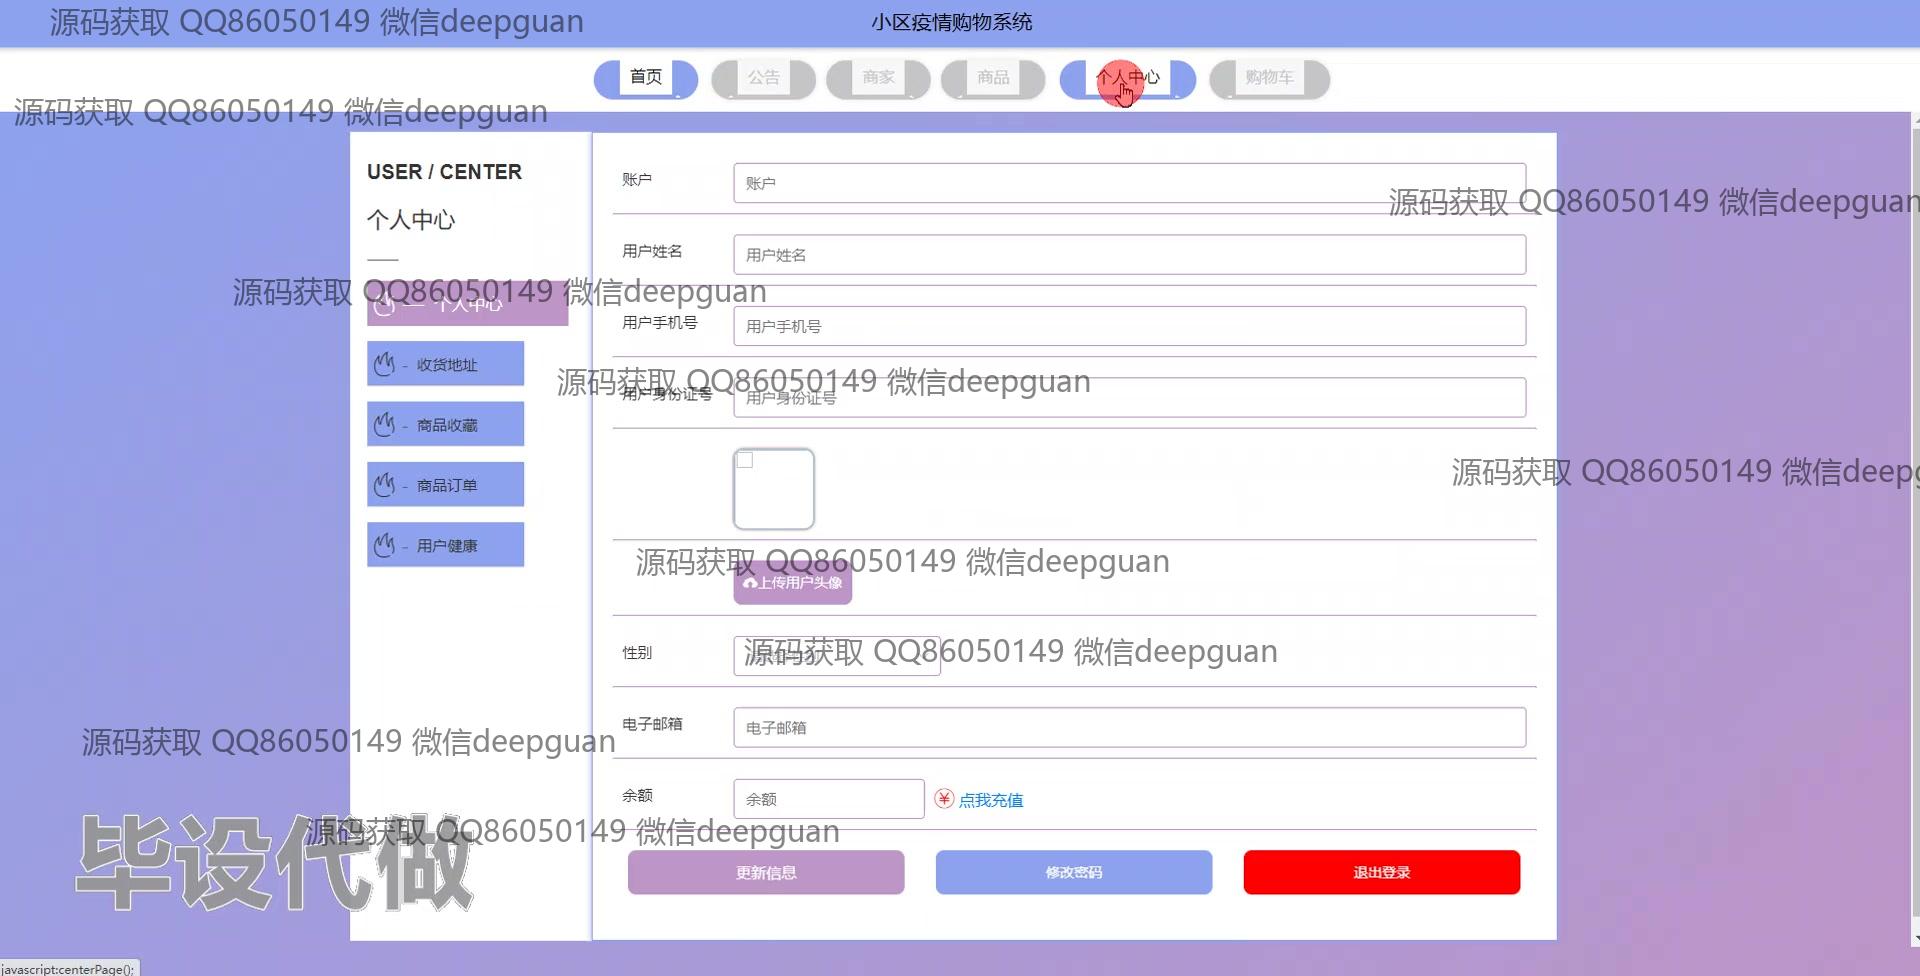 源码获取 QQ86050149 微信deepguan
小区疫情购物系统
首页 公告 商家 商品 个人中心 购物车
源码获取 QQ86050149 微信deepguan
USER / CENTER
个人中心
账户 账户
源码获取 QQ86050149 微信deepguan
用户姓名 用户姓名
源码获取 QQ86050149 微信deepguan
— 个人中心
用户手机号 用户手机号
- 收货地址
源码获取 QQ86050149 微信deepguan
用户身份证号 用户身份证号
- 商品收藏
源码获取 QQ86050149 微信deepg
- 商品订单
- 用户健康
源码获取 QQ86050149 微信deepguan
上传用户头像
性别
源码获取 QQ86050149 微信deepguan
电子邮箱 电子邮箱
源码获取 QQ86050149 微信deepguan
余额 余额 ¥ 点我充值
源码获取 QQ86050149 微信deepguan
毕设代做
更新信息 修改密码 退出登录
javascript:centerPage();